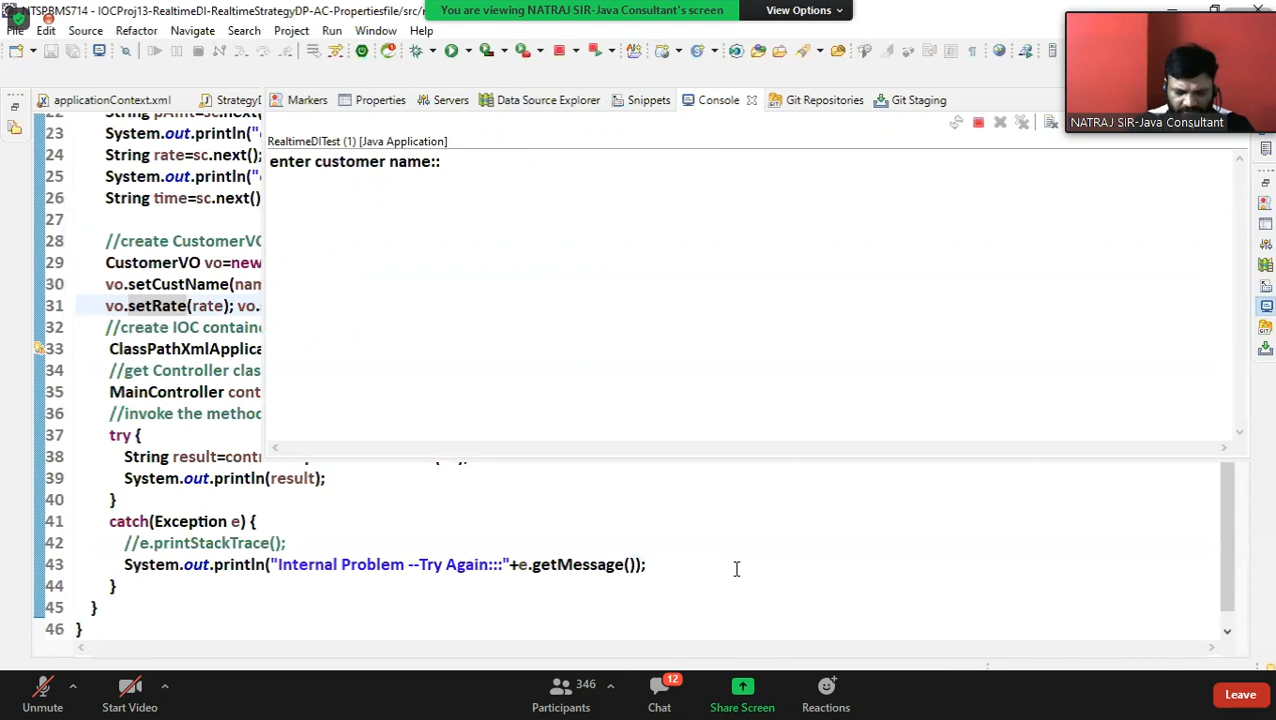 NTSPBMS714 - IOCProj13-RealtimeDI-RealtimeStrategyDP-AC-Propertiesfile/src/
You are viewing NATRAJ SIR-Java Consultant's screen
View Options
File Edit Source Refactor Navigate Search Project Run Window Help
applicationContext.xml
StrategyD
Markers
Properties
Servers
Data Source Explorer
Snippets
Console
Git Repositories
Git Staging
NATRAJ SIR-Java Consultant
RealtimeDITest (1) [Java Application]
enter customer name::
23 System.out.println("
24 String rate=sc.next();
25 System.out.println("
26 String time=sc.next()
27
28 //create CustomerVO
29 CustomerVO vo=new
30 vo.setCustName(nam
31 vo.setRate(rate); vo.
32 //create IOC containe
33 ClassPathXmlApplica
34 //get Controller clas
35 MainController cont
36 //invoke the method
37 try {
38 String result=contr
39 System.out.println(result);
40 }
41 catch(Exception e) {
42 //e.printStackTrace();
43 System.out.println("Internal Problem --Try Again:::"+e.getMessage());
44 }
45 }
46 }
Unmute
Start Video
346
Participants
12
Chat
Share Screen
Reactions
Leave